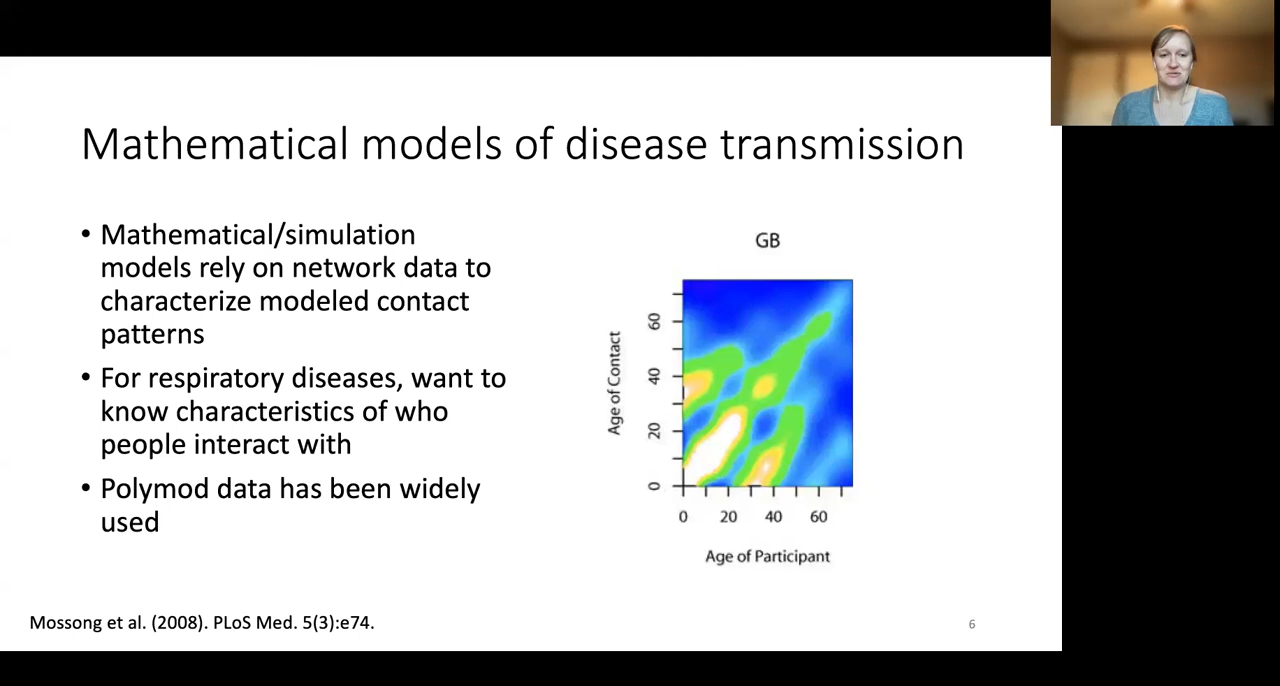 Mathematical models of disease transmission
• Mathematical/simulation
models rely on network data to
characterize modeled contact
patterns
• For respiratory diseases, want to
know characteristics of who
people interact with
• Polymod data has been widely
used
GB
Age of Contact
60
40
20
0
0 20 40 60
Age of Participant
Mossong et al. (2008). PLoS Med. 5(3):e74.
6